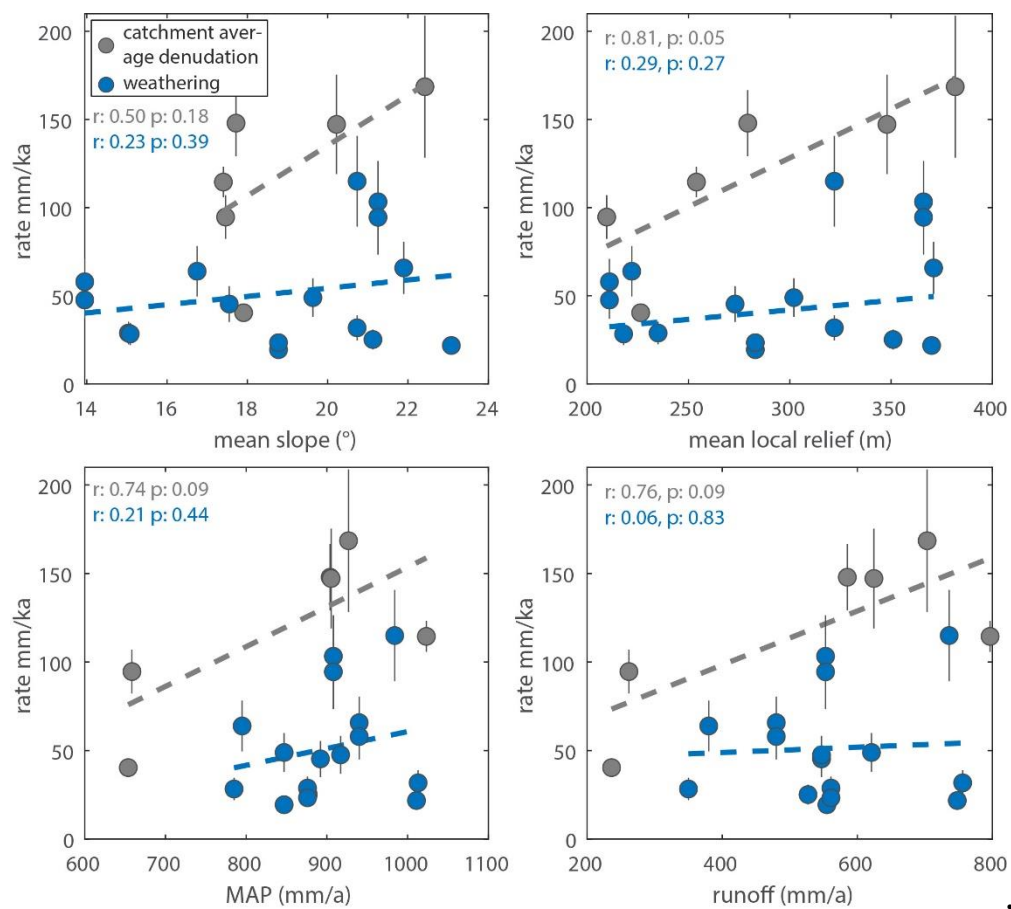 200
150
100
50
0
rate mm/ka
catchment aver-
age denudation
weathering
r: 0.50 p: 0.18
r: 0.23 p: 0.39
14 16 18 20 22 24
mean slope (°)
200
150
100
50
0
rate mm/ka
r: 0.81, p: 0.05
r: 0.29, p: 0.27
200 250 300 350 400
mean local relief (m)
200
150
100
50
0
rate mm/ka
r: 0.74 p: 0.09
r: 0.21 p: 0.44
600 700 800 900 1000 1100
MAP (mm/a)
200
150
100
50
0
rate mm/ka
r: 0.76, p: 0.09
r: 0.06, p: 0.83
200 400 600 800
runoff (mm/a)
.